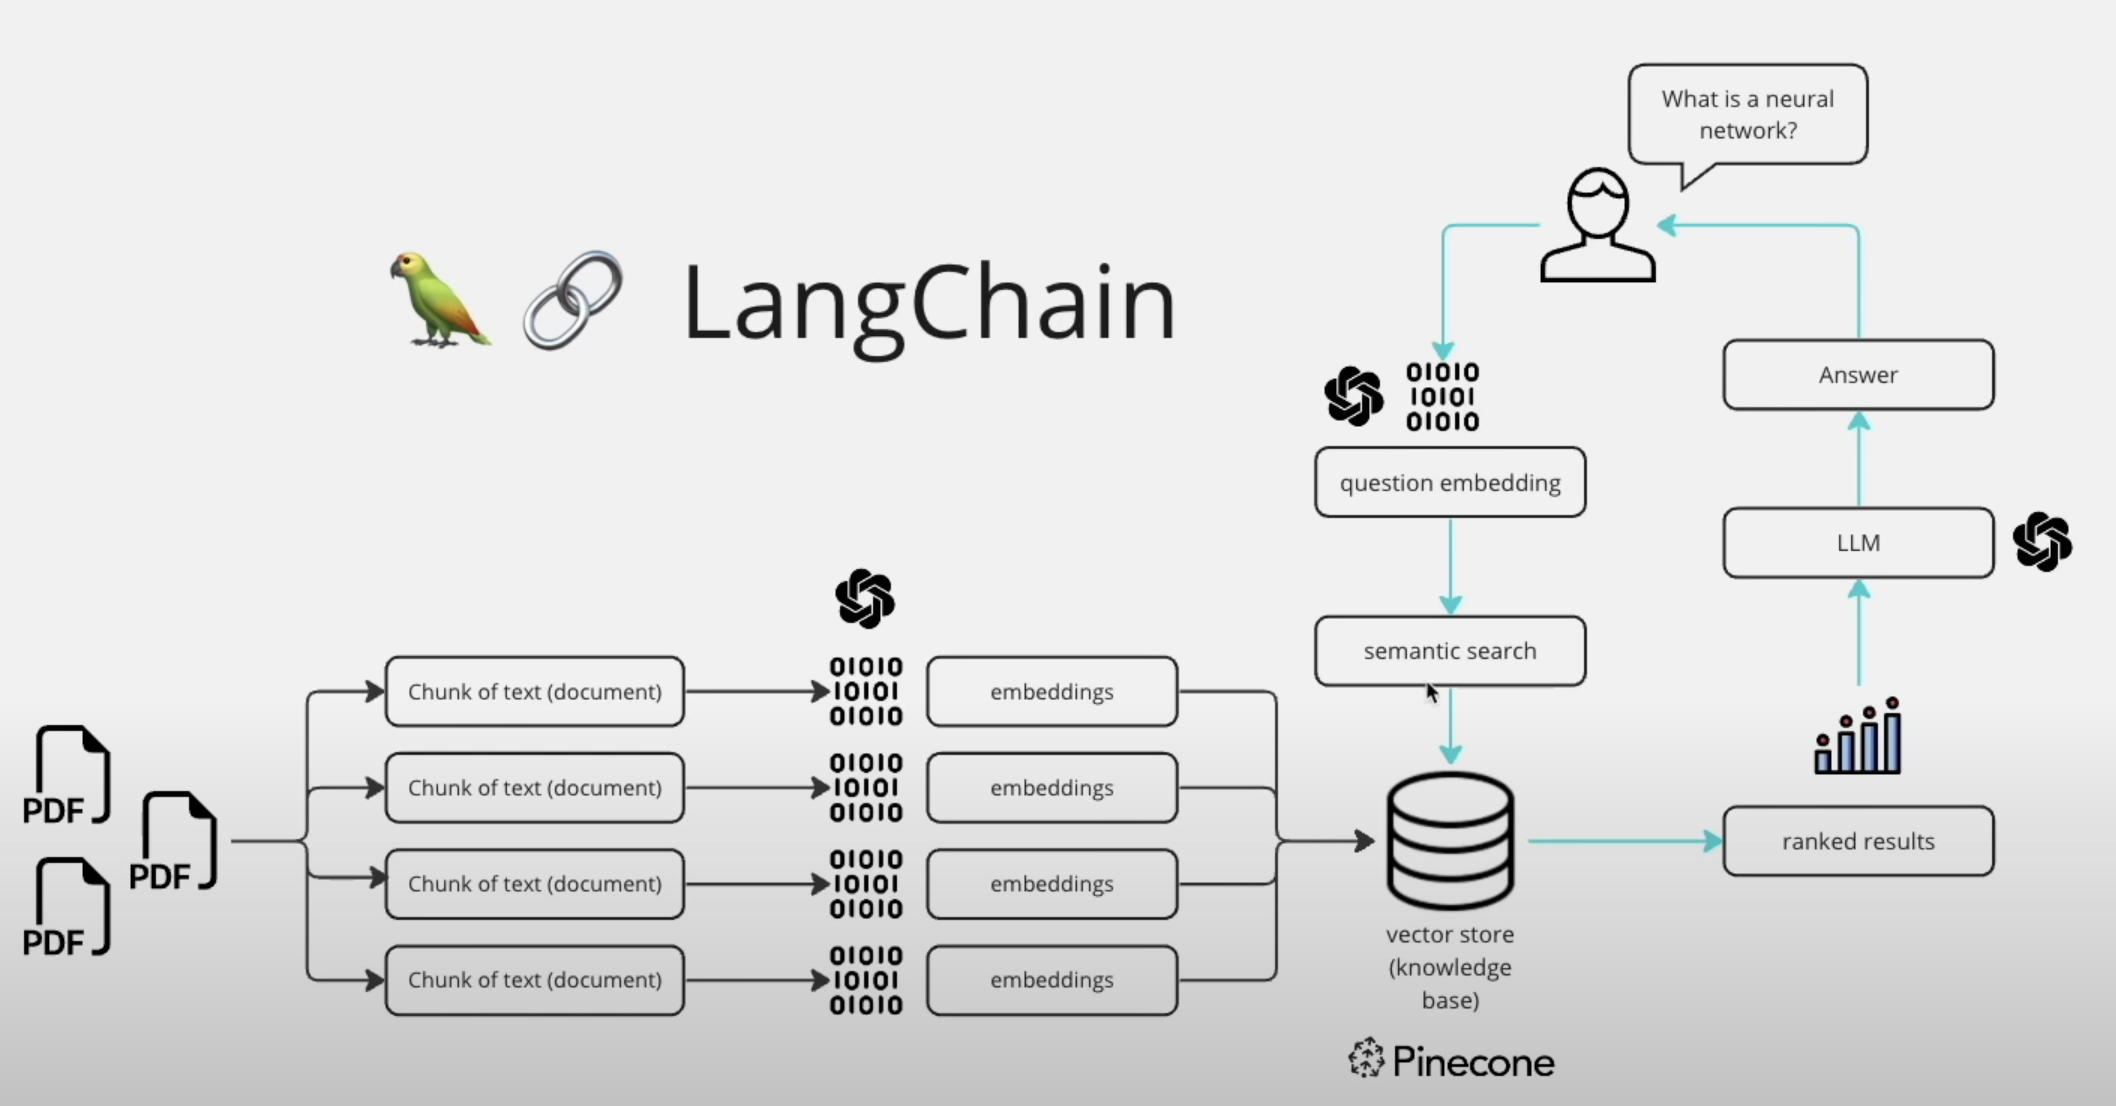 What is a neural
network?
LangChain
01010
10101
01010
Answer
question embedding
LLM
semantic search
Chunk of text (document)
01010
10101
01010
embeddings
PDF
Chunk of text (document)
01010
10101
01010
embeddings
PDF
ranked results
Chunk of text (document)
01010
10101
01010
embeddings
PDF
vector store
(knowledge
base)
Chunk of text (document)
01010
10101
01010
embeddings
Pinecone